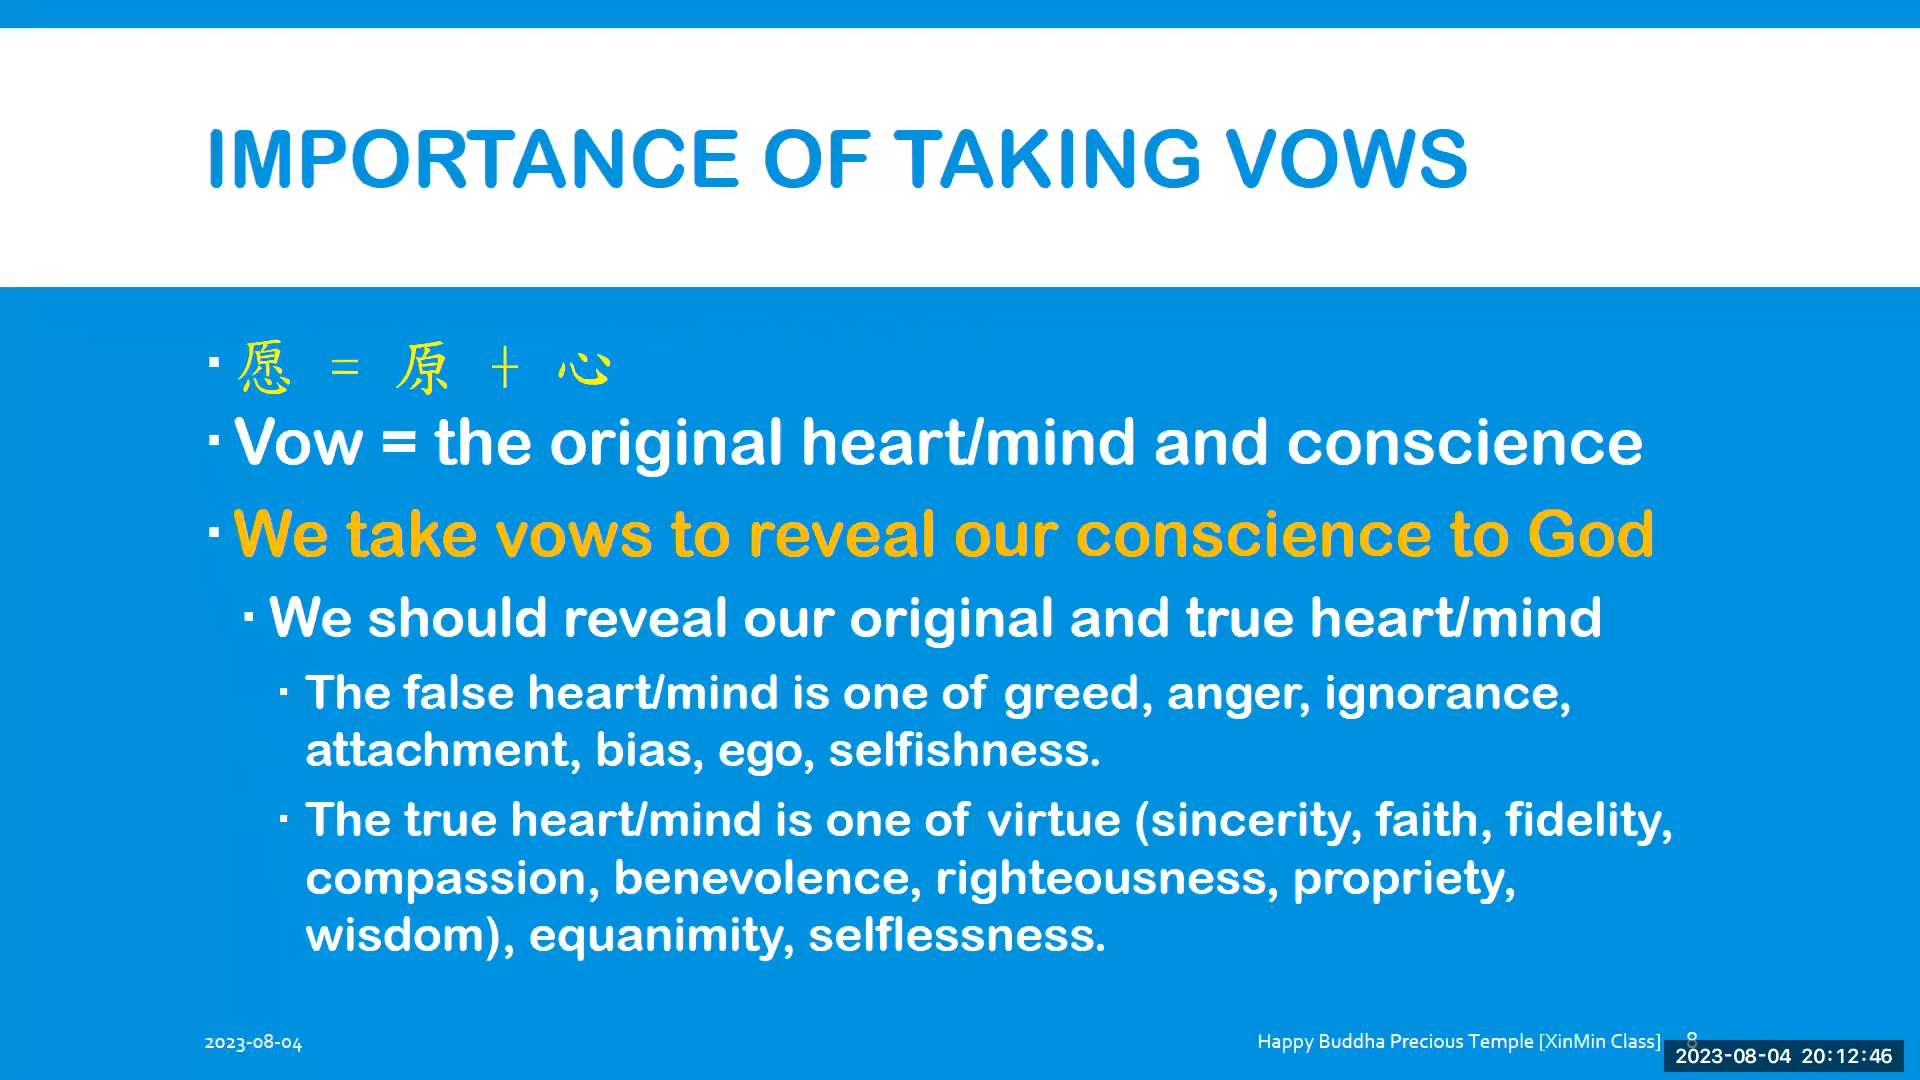 IMPORTANCE OF TAKING VOWS
▪ 愿 = 原 + 心
▪ Vow = the original heart/mind and conscience
▪ We take vows to reveal our conscience to God
▪ We should reveal our original and true heart/mind
▪ The false heart/mind is one of greed, anger, ignorance,
attachment, bias, ego, selfishness.
▪ The true heart/mind is one of virtue (sincerity, faith, fidelity,
compassion, benevolence, righteousness, propriety,
wisdom), equanimity, selflessness.
2023-08-04
Happy Buddha Precious Temple [XinMin Class]
8
2023-08-04 20:12:46